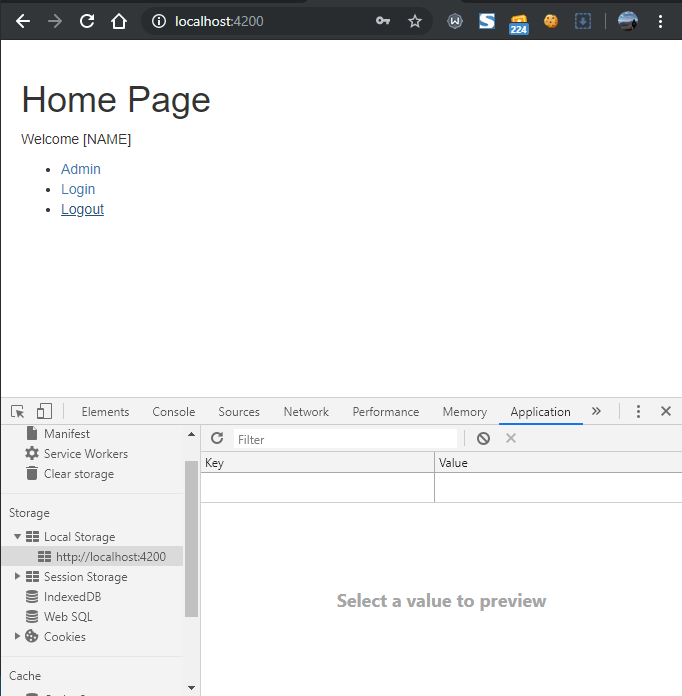 localhost:4200
224
Home Page
Welcome [NAME]
Admin
Login
Logout
Elements Console Sources Network Performance Memory Application »
Manifest
Service Workers
Clear storage
Storage
Local Storage
http://localhost:4200
Session Storage
IndexedDB
Web SQL
Cookies
Cache
Filter
Key Value
Select a value to preview